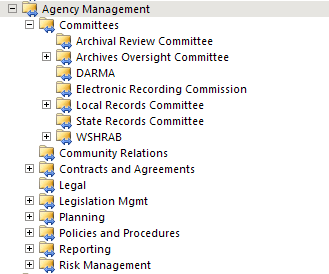 Agency Management
Committees
Archival Review Committee
Archives Oversight Committee
DARMA
Electronic Recording Commission
Local Records Committee
State Records Committee
WSHRAB
Community Relations
Contracts and Agreements
Legal
Legislation Mgmt
Planning
Policies and Procedures
Reporting
Risk Management